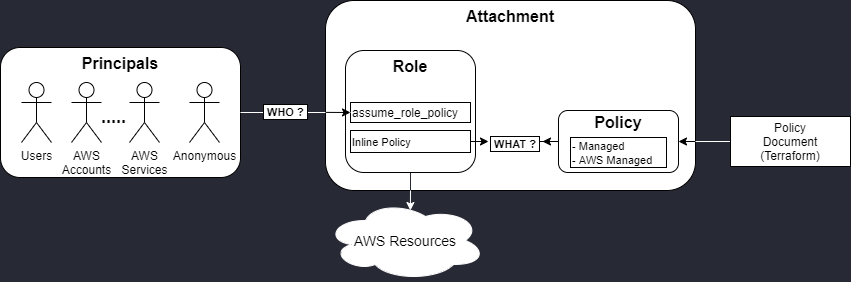 Attachment
Principals
Users
AWS
Accounts
.....
AWS
Services
Anonymous
WHO ?
Role
assume_role_policy
Inline Policy
WHAT ?
Policy
- Managed
- AWS Managed
Policy
Document
(Terraform)
AWS Resources